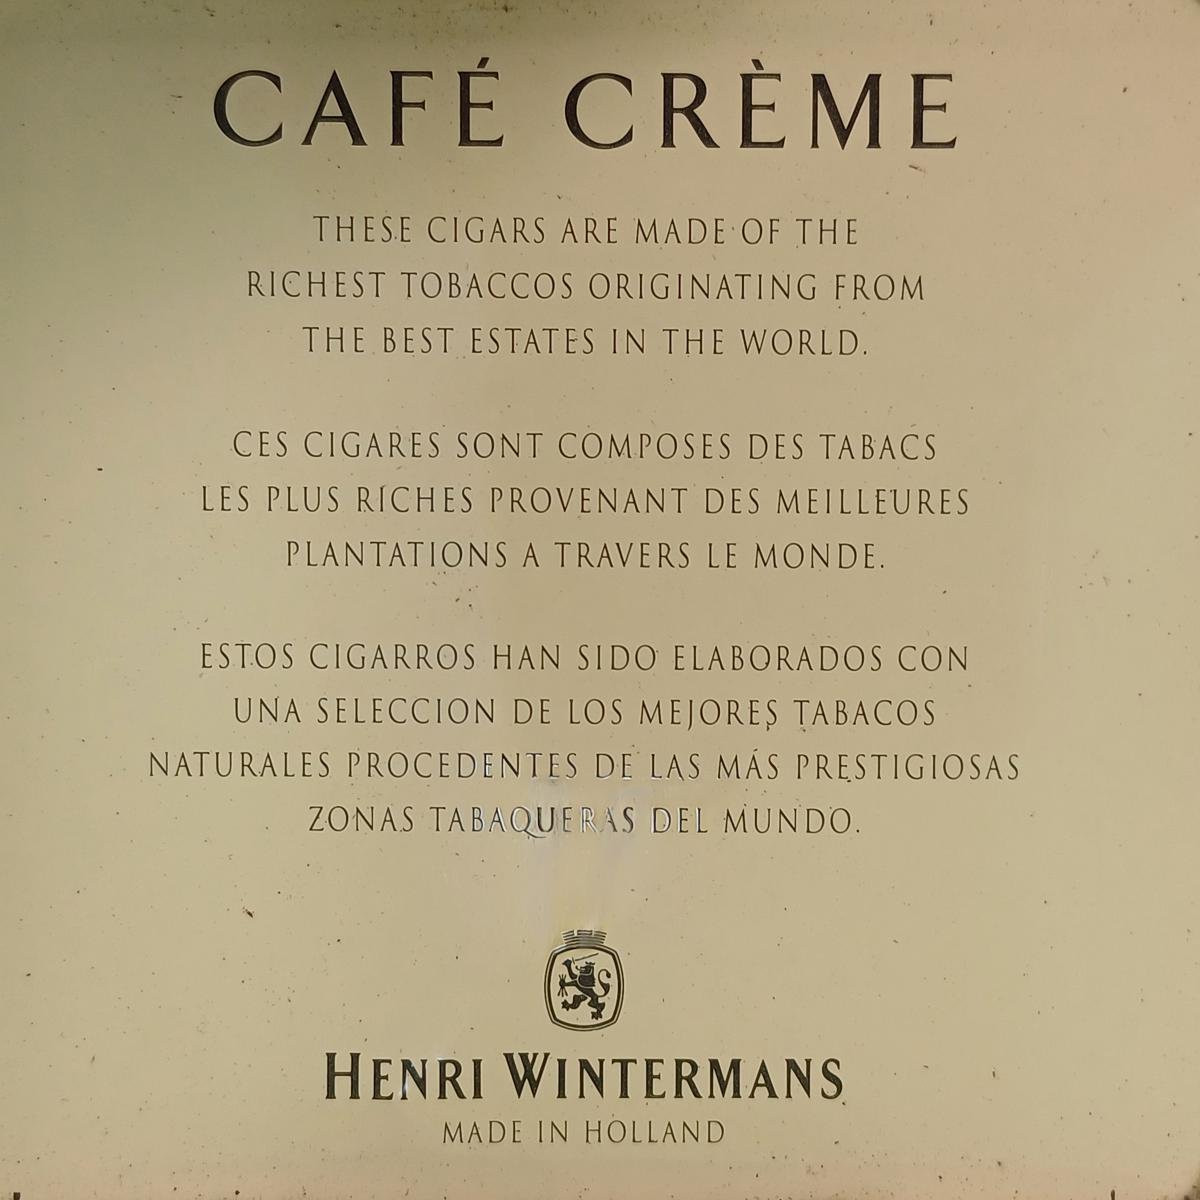 CAFÉ CRÈME
THESE CIGARS ARE MADE OF THE
RICHEST TOBACCOS ORIGINATING FROM
THE BEST ESTATES IN THE WORLD.
CES CIGARES SONT COMPOSES DES TABACS
LES PLUS RICHES PROVENANT DES MEILLEURES
PLANTATIONS A TRAVERS LE MONDE.
ESTOS CIGARROS HAN SIDO ELABORADOS CON
UNA SELECCION DE LOS MEJORES TABACOS
NATURALES PROCEDENTES DE LAS MÁS PRESTIGIOSAS
ZONAS TABAQUERAS DEL MUNDO.
HENRI WINTERMANS
MADE IN HOLLAND